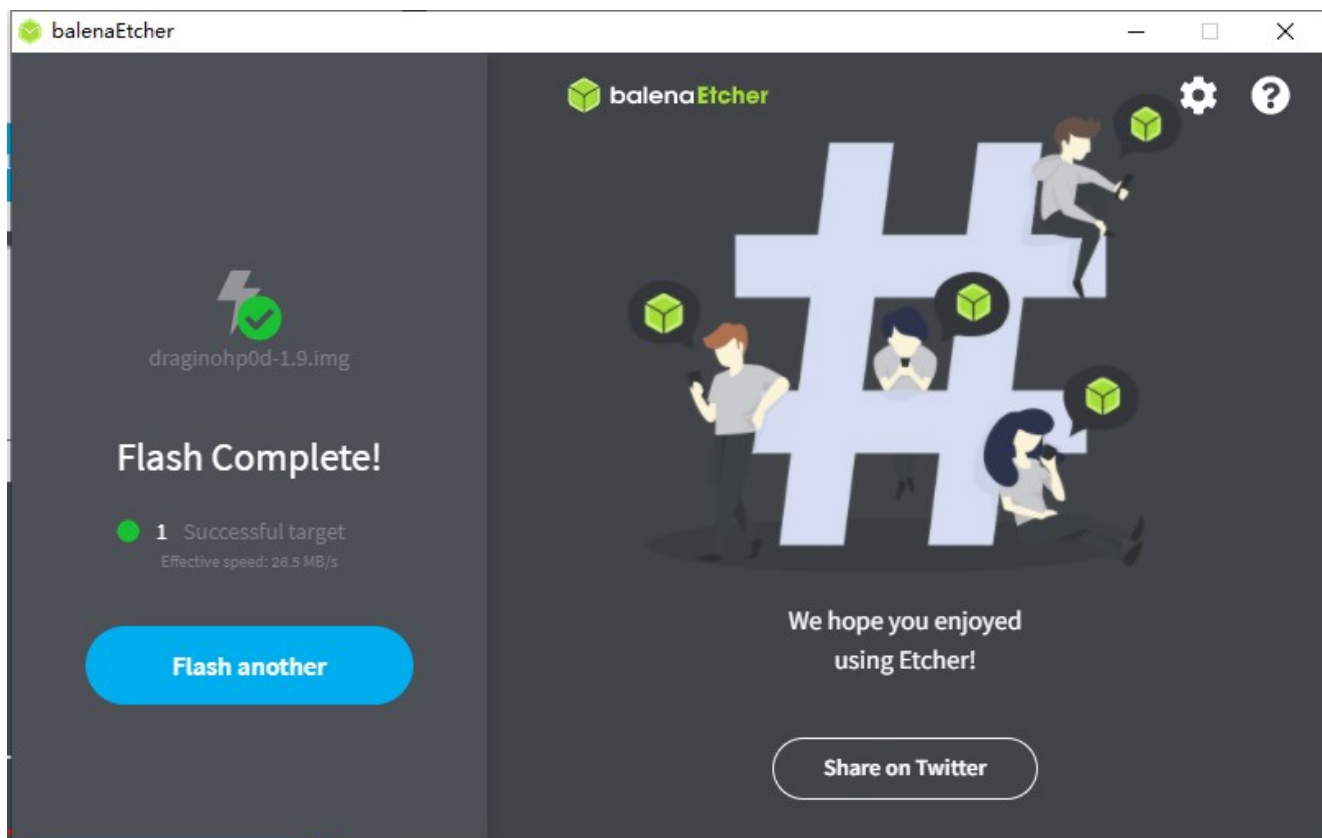 balenaEtcher
balenaEtcher
draginohp0d-1.9.img
Flash Complete!
1 Successful target
Effective speed: 26.5 MB/s
Flash another
We hope you enjoyed
using Etcher!
Share on Twitter